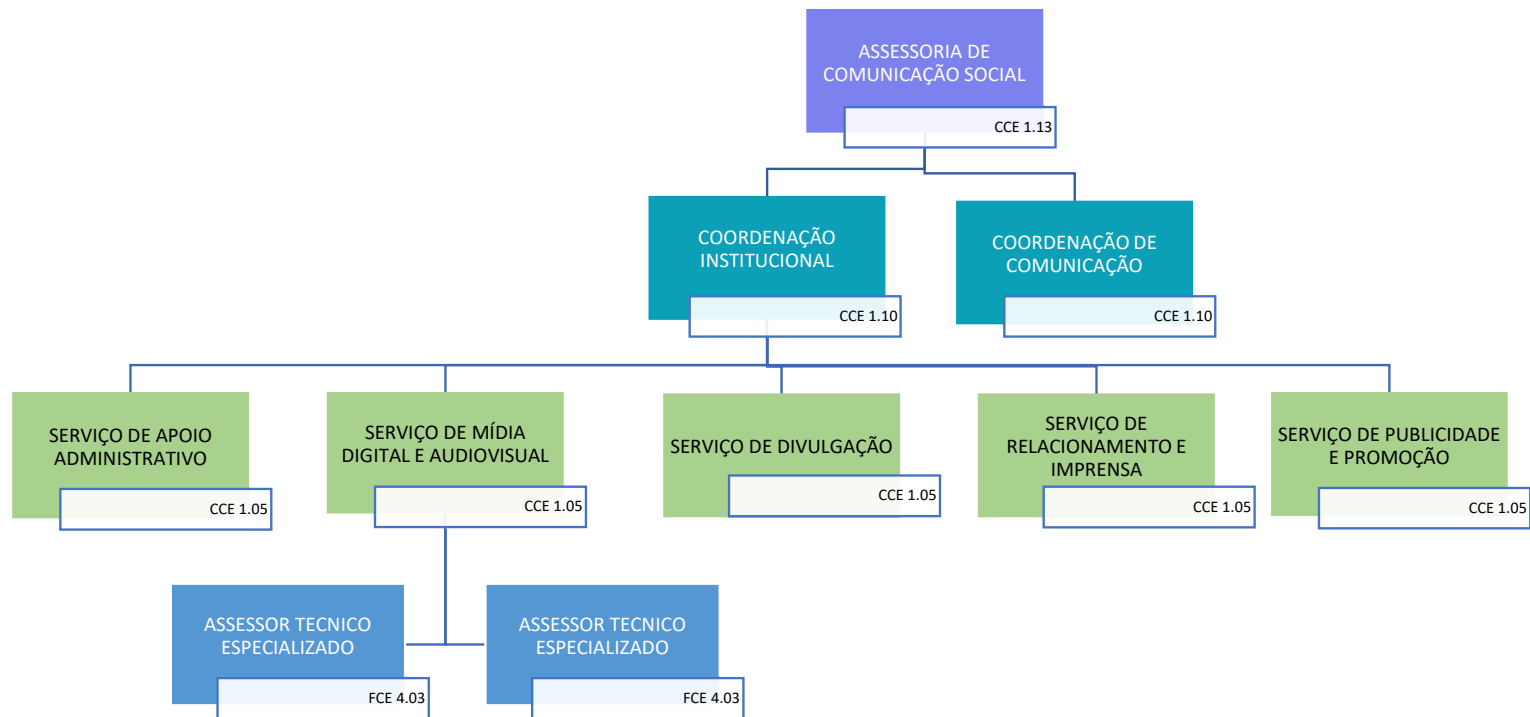 ASSESSORIA DE
COMUNICAÇÃO SOCIAL
CCE 1.13
COORDENAÇÃO
INSTITUCIONAL
CCE 1.10
COORDENAÇÃO DE
COMUNICAÇÃO
CCE 1.10
SERVIÇO DE APOIO
ADMINISTRATIVO
CCE 1.05
SERVIÇO DE MÍDIA
DIGITAL E AUDIOVISUAL
CCE 1.05
SERVIÇO DE DIVULGAÇÃO
CCE 1.05
SERVIÇO DE
RELACIONAMENTO E
IMPRENSA
CCE 1.05
SERVIÇO DE PUBLICIDADE
E PROMOÇÃO
CCE 1.05
ASSESSOR TECNICO
ESPECIALIZADO
FCE 4.03
ASSESSOR TECNICO
ESPECIALIZADO
FCE 4.03